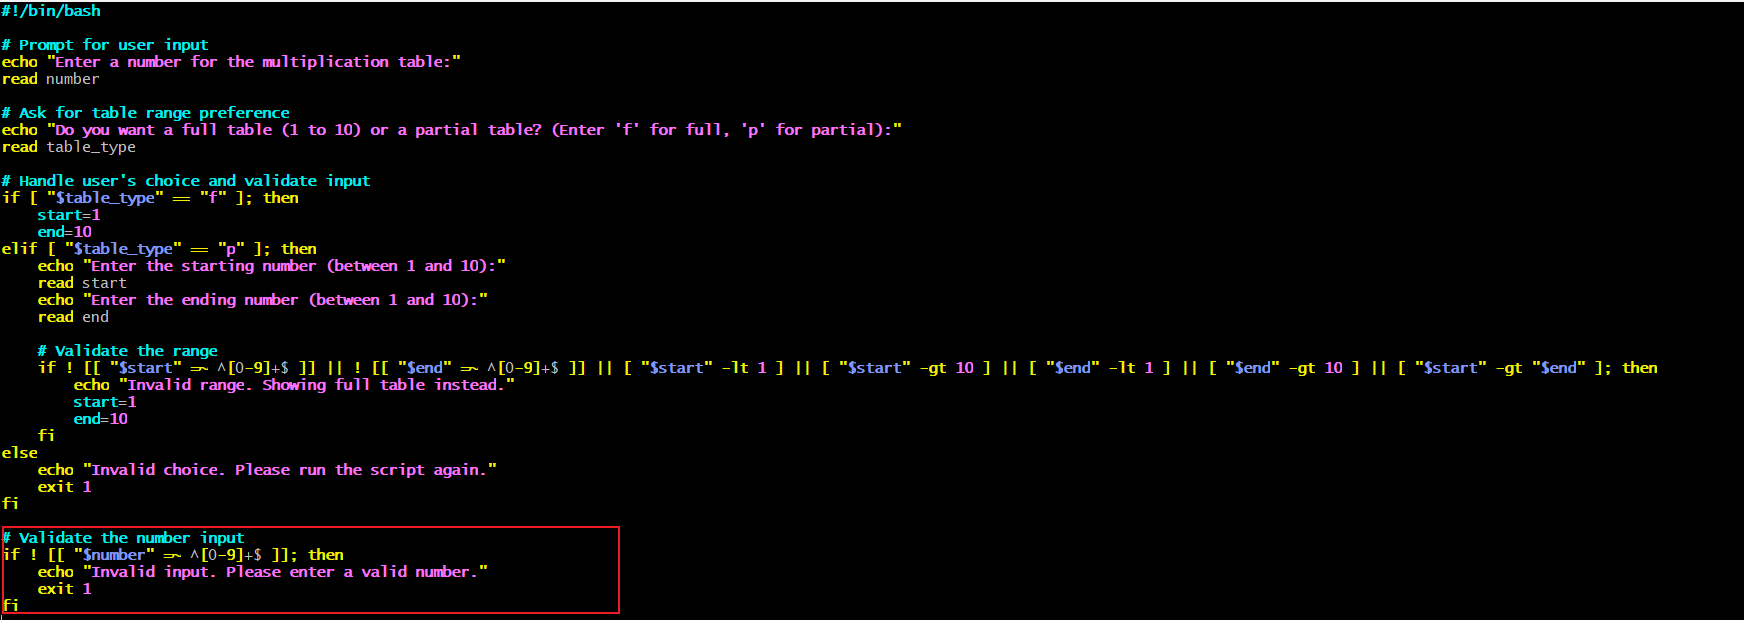 #!/bin/bash
# Prompt for user input
echo "Enter a number for the multiplication table:"
read number
# Ask for table range preference
echo "Do you want a full table (1 to 10) or a partial table? (Enter 'f' for full, 'p' for partial):"
read table_type
# Handle user's choice and validate input
if [ "$table_type" == "f" ]; then
    start=1
    end=10
elif [ "$table_type" == "p" ]; then
    echo "Enter the starting number (between 1 and 10):"
    read start
    echo "Enter the ending number (between 1 and 10):"
    read end
    # Validate the range
    if ! [[ "$start" =~ ^[0-9]+$ ]] || ! [[ "$end" =~ ^[0-9]+$ ]] || [ "$start" -lt 1 ] || [ "$start" -gt 10 ] || [ "$end" -lt 1 ] || [ "$end" -gt 10 ] || [ "$start" -gt "$end" ]; then
        echo "Invalid range. Showing full table instead."
        start=1
        end=10
    fi
else
    echo "Invalid choice. Please run the script again."
    exit 1
fi
# Validate the number input
if ! [[ "$number" =~ ^[0-9]+$ ]]; then
    echo "Invalid input. Please enter a valid number."
    exit 1
fi